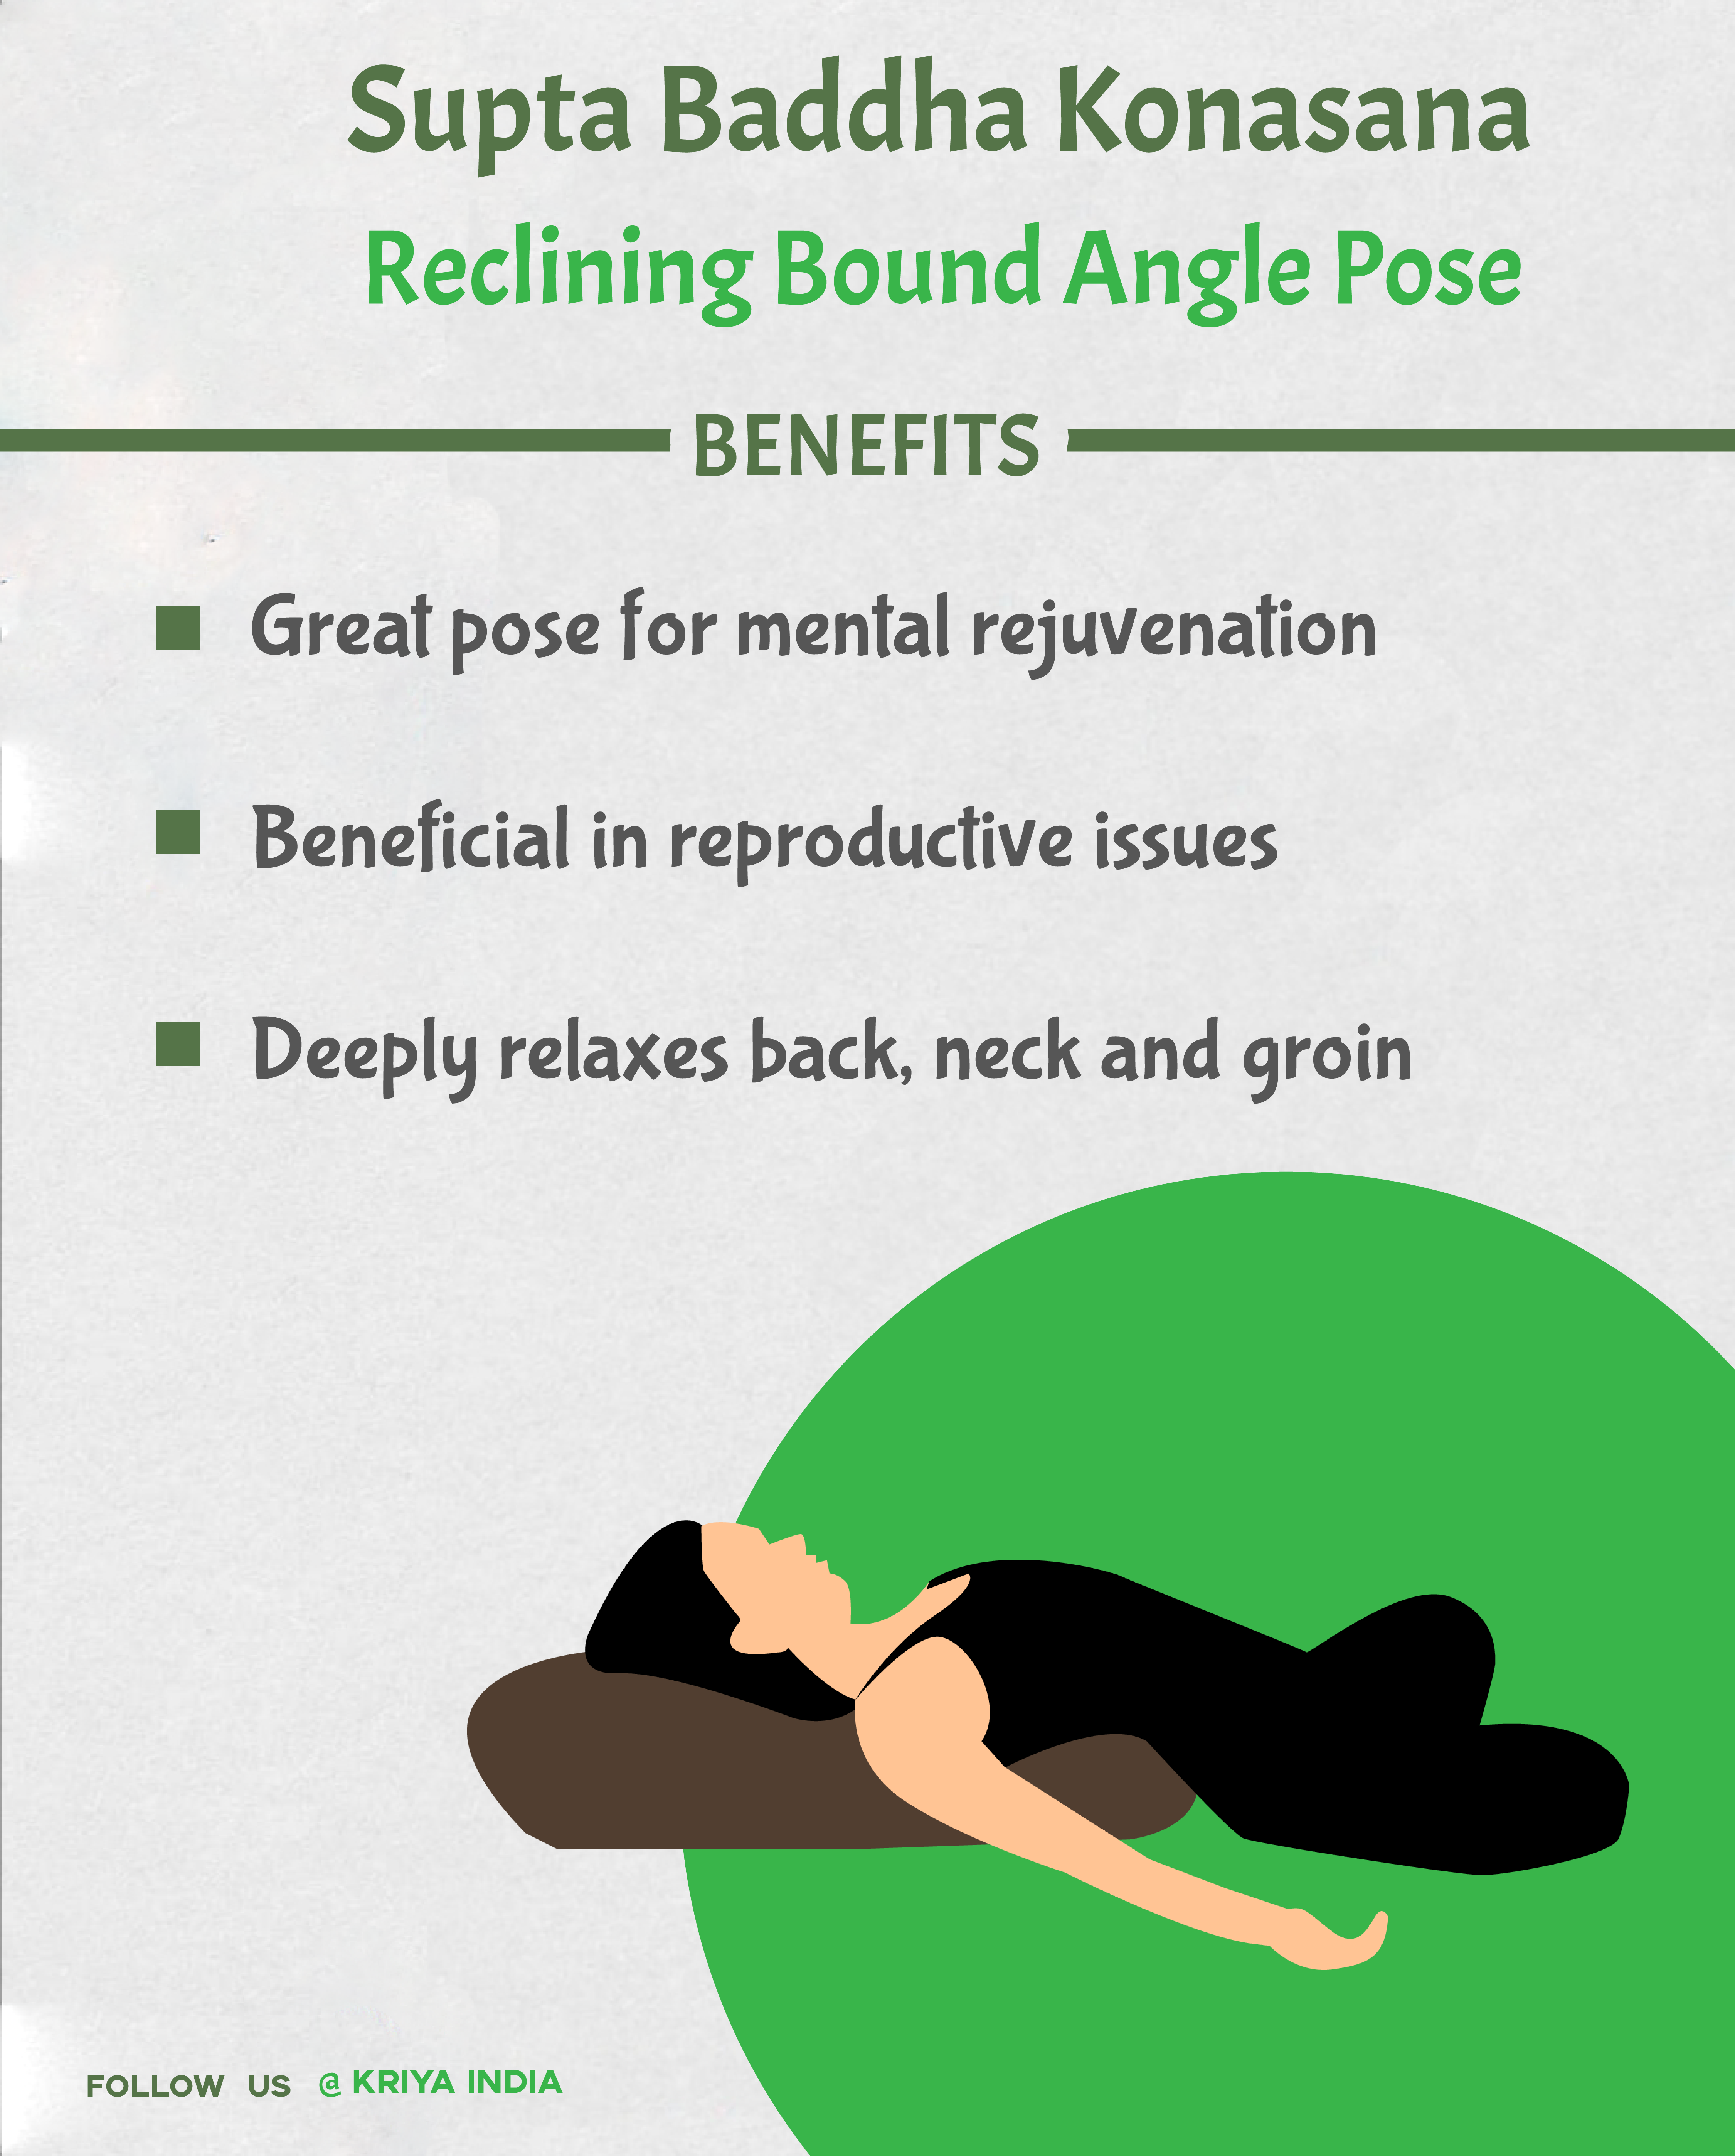 Supta Baddha Konasana
Reclining Bound Angle Pose
BENEFITS
Great pose for mental rejuvenation
Beneficial in reproductive issues
Deeply relaxes back, neck and groin
FOLLOW US @ KRIYA INDIA